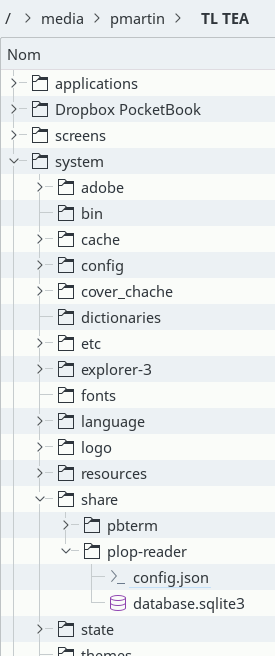 / > media > pmartin > TL TEA
Nom
applications
Dropbox PocketBook
screens
system
adobe
bin
cache
config
cover_chache
dictionaries
etc
explorer-3
fonts
language
logo
resources
share
pbterm
plop-reader
config.json
database.sqlite3
state
themes